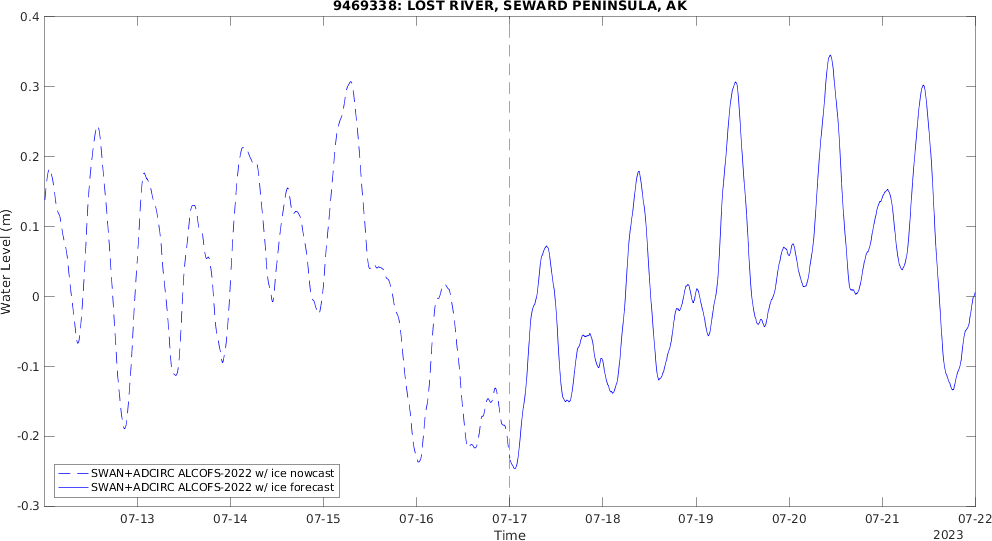 9469338: LOST RIVER, SEWARD PENINSULA, AK
0.4
0.3
0.2
0.1
0
-0.1
-0.2
-0.3
Water Level (m)
SWAN+ADCIRC ALCOFS-2022 w/ ice nowcast
SWAN+ADCIRC ALCOFS-2022 w/ ice forecast
07-13 07-14 07-15 07-16 07-17 07-18 07-19 07-20 07-21 07-22
Time
2023